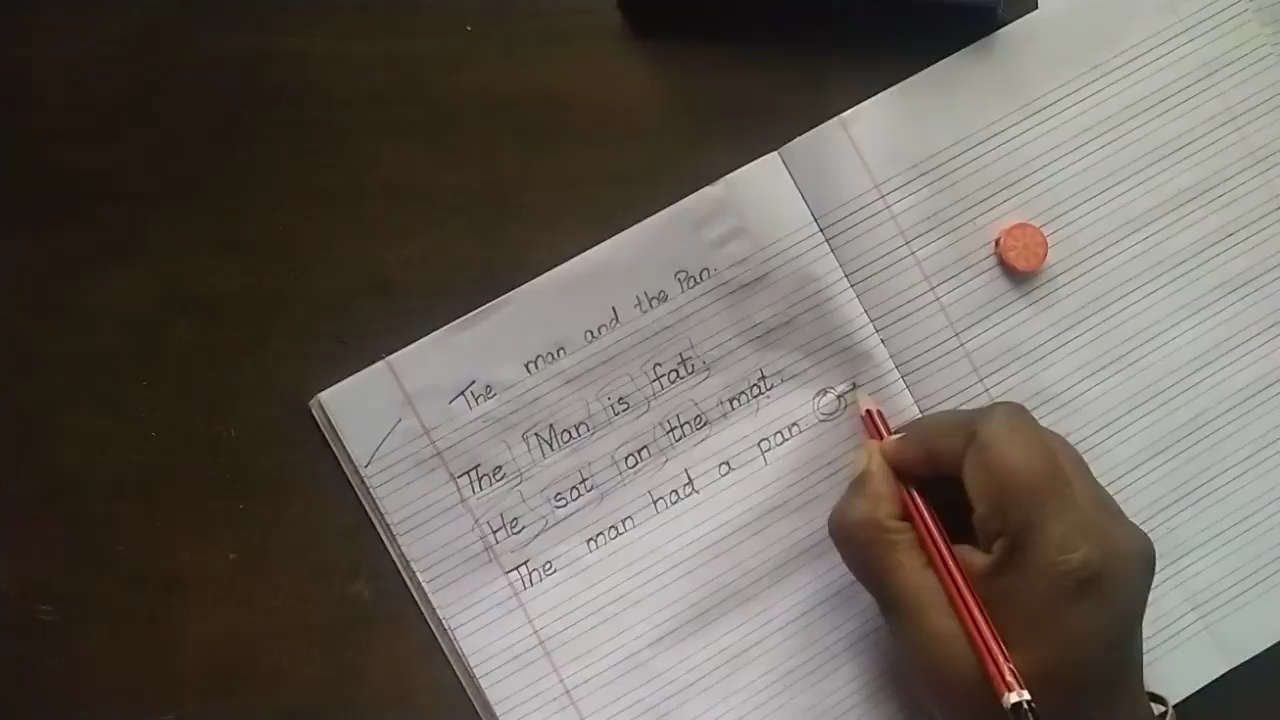 The man and the Pan.
The Man is fat.
He sat on the mat.
The man had a pan.